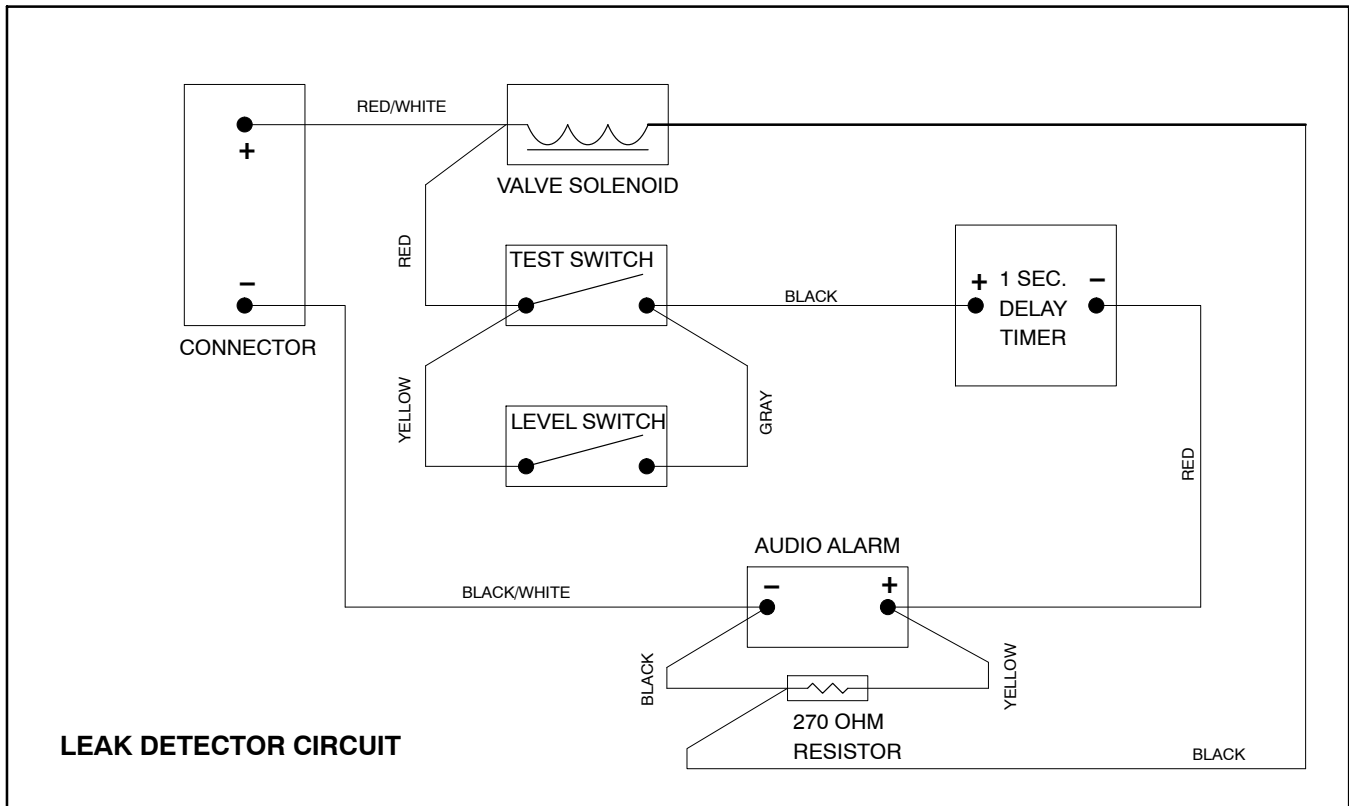 RED/WHITE
+
VALVE SOLENOID
RED
TEST SWITCH
+ 1 SEC. −
DELAY
TIMER
BLACK
−
CONNECTOR
YELLOW
GRAY
LEVEL SWITCH
RED
AUDIO ALARM
− +
BLACK/WHITE
BLACK
YELLOW
270 OHM
RESISTOR
BLACK
LEAK DETECTOR CIRCUIT